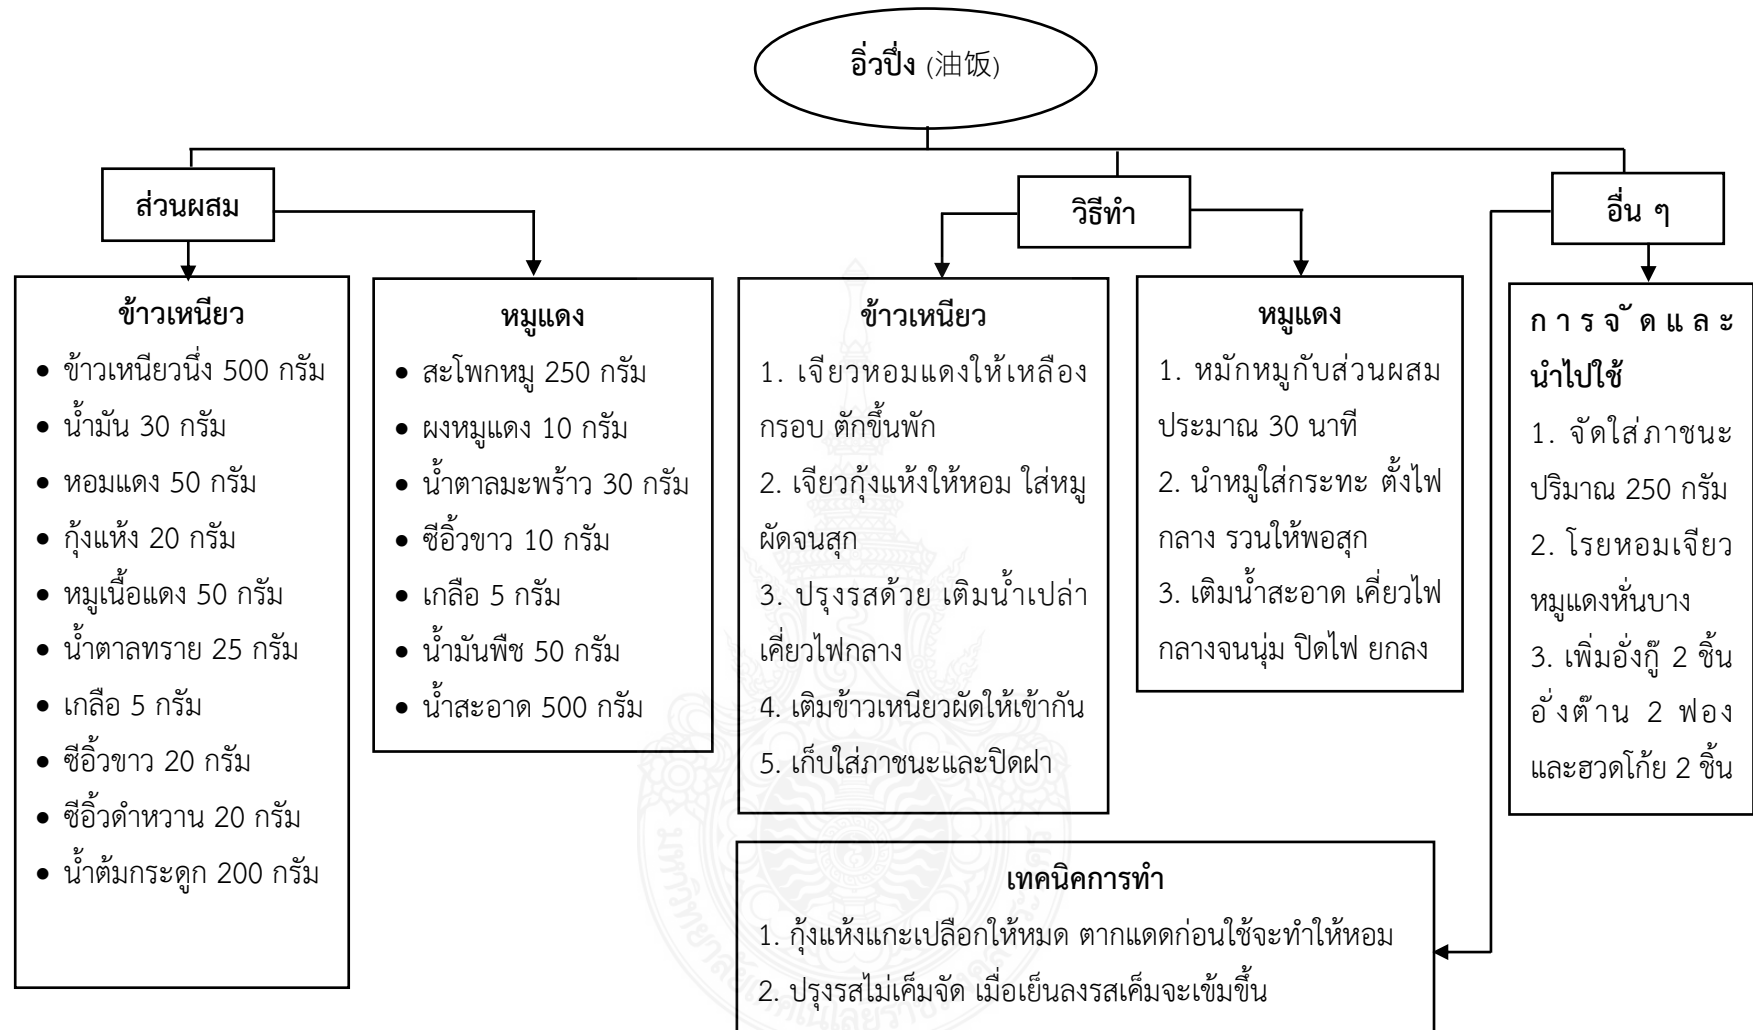 อิ่วปึ่ง (油饭)
ส่วนผสม
วิธีทำ
อื่น ๆ
ข้าวเหนียว
• ข้าวเหนียวนึ่ง 500 กรัม
• น้ำมัน 30 กรัม
• หอมแดง 50 กรัม
• กุ้งแห้ง 20 กรัม
• หมูเนื้อแดง 50 กรัม
• น้ำตาลทราย 25 กรัม
• เกลือ 5 กรัม
• ซีอิ้วขาว 20 กรัม
• ซีอิ้วดำหวาน 20 กรัม
• น้ำต้มกระดูก 200 กรัม
หมูแดง
• สะโพกหมู 250 กรัม
• ผงหมูแดง 10 กรัม
• น้ำตาลมะพร้าว 30 กรัม
• ซีอิ้วขาว 10 กรัม
• เกลือ 5 กรัม
• น้ำมันพืช 50 กรัม
• น้ำสะอาด 500 กรัม
ข้าวเหนียว
1. เจียวหอมแดงให้เหลือง
กรอบ ตักขึ้นพัก
2. เจียวกุ้งแห้งให้หอม ใส่หมู
ผัดจนสุก
3. ปรุงรสด้วย เติมน้ำเปล่า
เคี่ยวไฟกลาง
4. เติมข้าวเหนียวผัดให้เข้ากัน
5. เก็บใส่ภาชนะและปิดฝา
หมูแดง
1. หมักหมูกับส่วนผสม
ประมาณ 30 นาที
2. นำหมูใส่กระทะ ตั้งไฟ
กลาง รวนให้พอสุก
3. เติมน้ำสะอาด เคี่ยวไฟ
กลางจนนุ่ม ปิดไฟ ยกลง
การจัดและ
นำไปใช้
1. จัดใส่ภาชนะ
ปริมาณ 250 กรัม
2. โรยหอมเจียว
หมูแดงหั่นบาง
3. เพิ่มอั่งกู๊ 2 ชิ้น
อั่งต๊าน 2 ฟอง
และฮวดโก้ย 2 ชิ้น
เทคนิคการทำ
1. กุ้งแห้งแกะเปลือกให้หมด ตากแดดก่อนใช้จะทำให้หอม
2. ปรุงรสไม่เค็มจัด เมื่อเย็นลงรสเค็มจะเข้มขึ้น